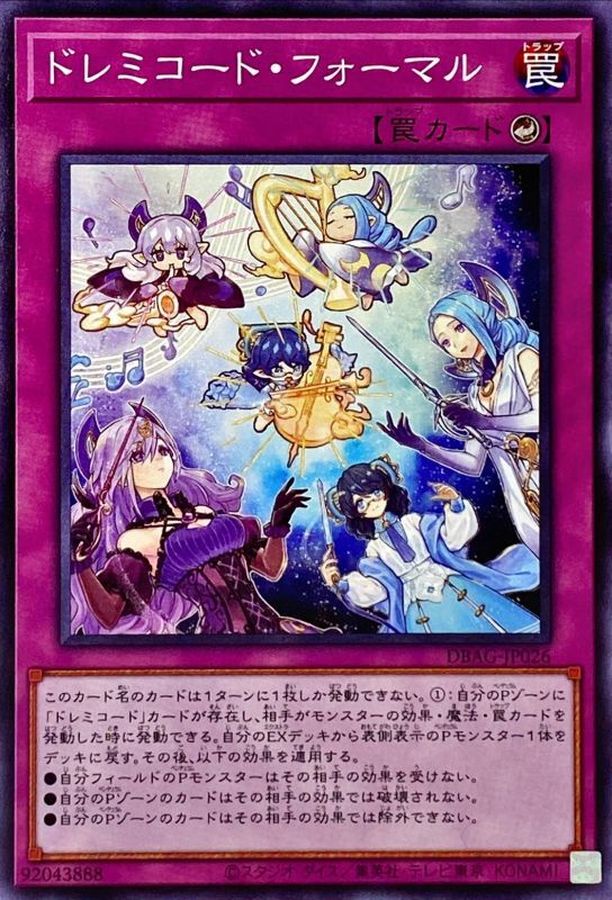 ドレミコード・フォーマル
トラップ
罠
【罠カード】
DBAG-JP026
このカード名のカードは１ターンに１枚しか発動できない。①：自分のＰゾーンに
「ドレミコード」カードが存在し、相手がモンスターの効果・魔法・罠カードを
発動した時に発動できる。自分のEXデッキから表側表示のＰモンスター１体を
デッキに戻す。その後、以下の効果を適用する。
●自分フィールドのＰモンスターはその相手の効果を受けない。
●自分のＰゾーンのカードはその相手の効果では破壊されない。
●自分のＰゾーンのカードはその相手の効果では除外できない。
92043888 ©スタジオ・ダイス／集英社・テレビ東京・KONAMI